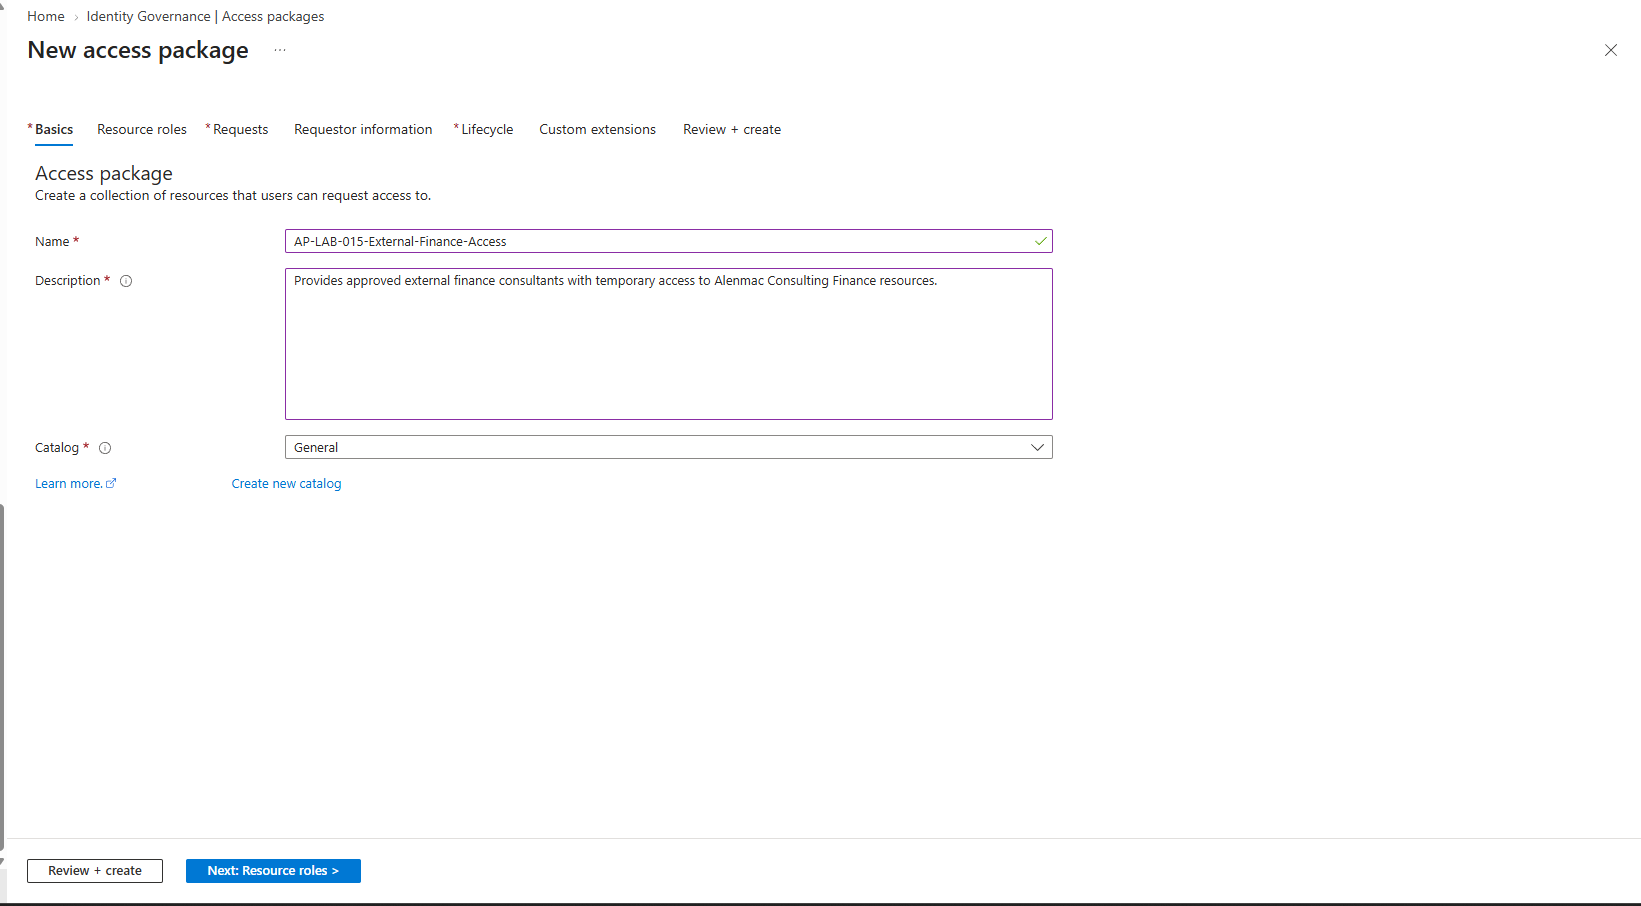 Home > Identity Governance | Access packages
New access package ...
* Basics Resource roles * Requests Requestor information * Lifecycle Custom extensions Review + create
Access package
Create a collection of resources that users can request access to.
Name * AP-LAB-015-External-Finance-Access
Description * Provides approved external finance consultants with temporary access to Alenmac Consulting Finance resources.
Catalog * General
Learn more. Create new catalog
Review + create Next: Resource roles >